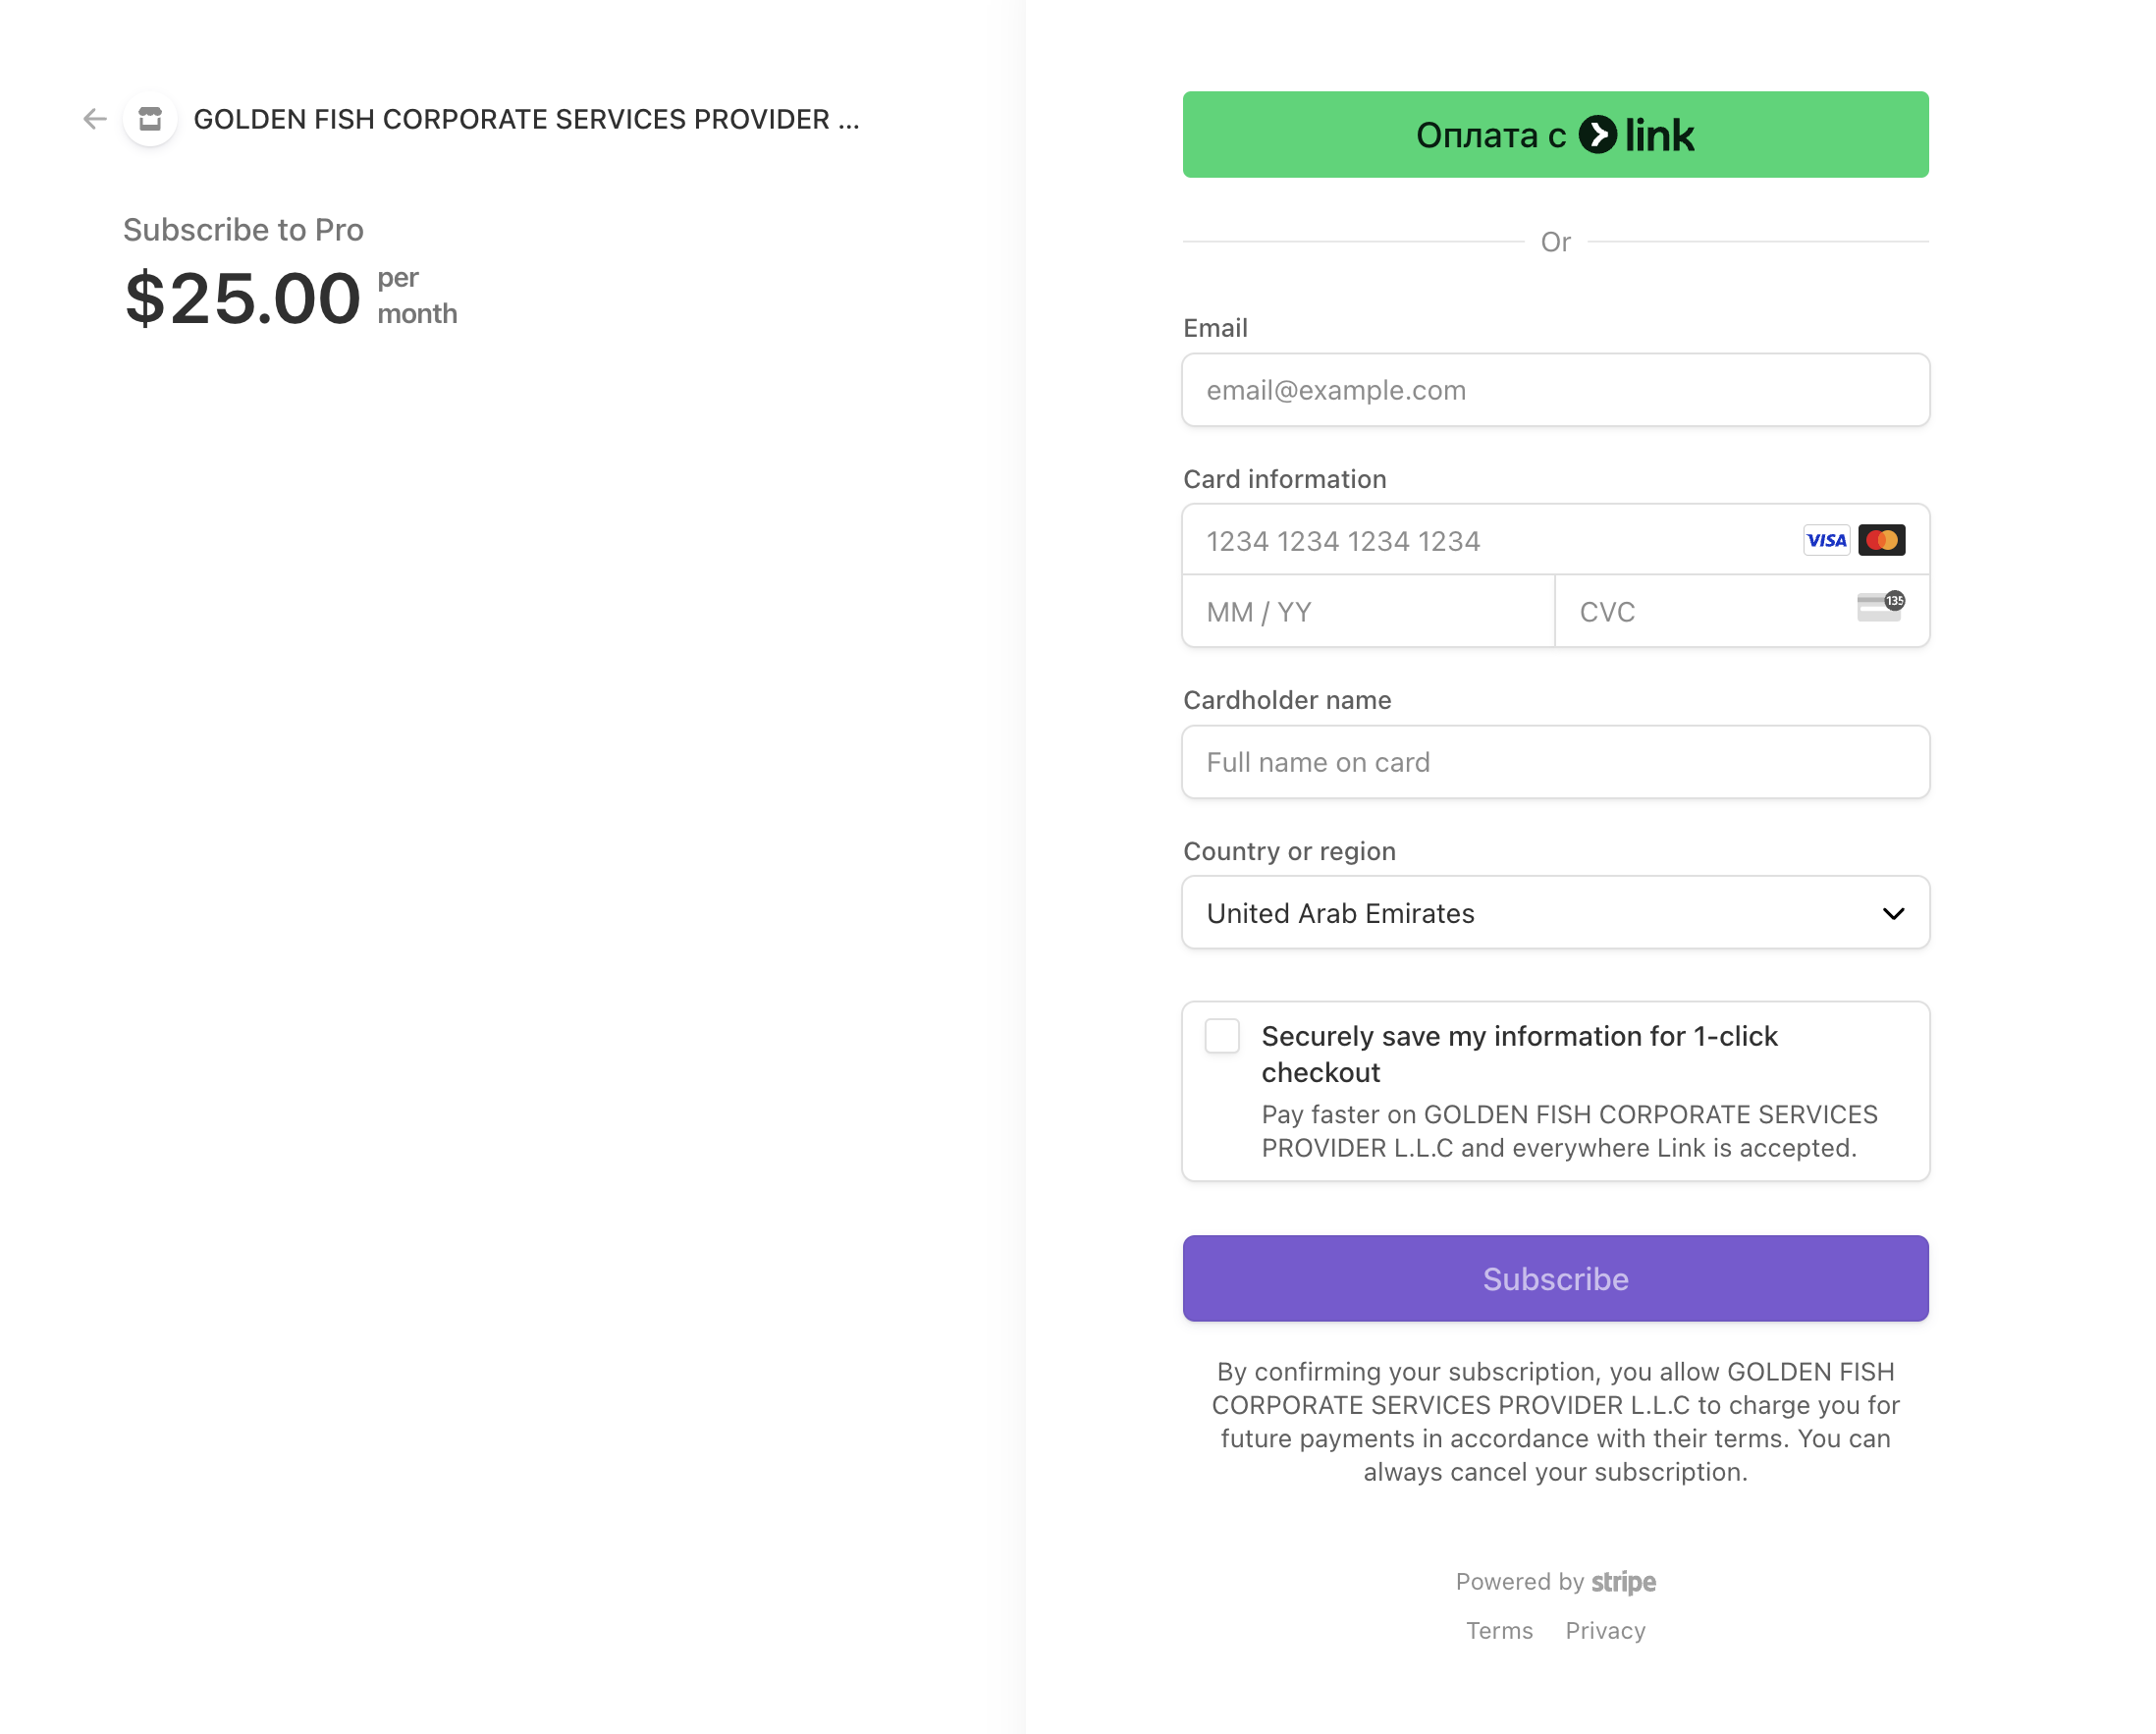 GOLDEN FISH CORPORATE SERVICES PROVIDER ...
Subscribe to Pro
$25.00 per
month
Оплата с link
Or
Email
email@example.com
Card information
1234 1234 1234 1234 VISA
MM / YY
CVC 135
Cardholder name
Full name on card
Country or region
United Arab Emirates
Securely save my information for 1-click
checkout
Pay faster on GOLDEN FISH CORPORATE SERVICES
PROVIDER L.L.C and everywhere Link is accepted.
Subscribe
By confirming your subscription, you allow GOLDEN FISH
CORPORATE SERVICES PROVIDER L.L.C to charge you for
future payments in accordance with their terms. You can
always cancel your subscription.
Powered by stripe
Terms Privacy